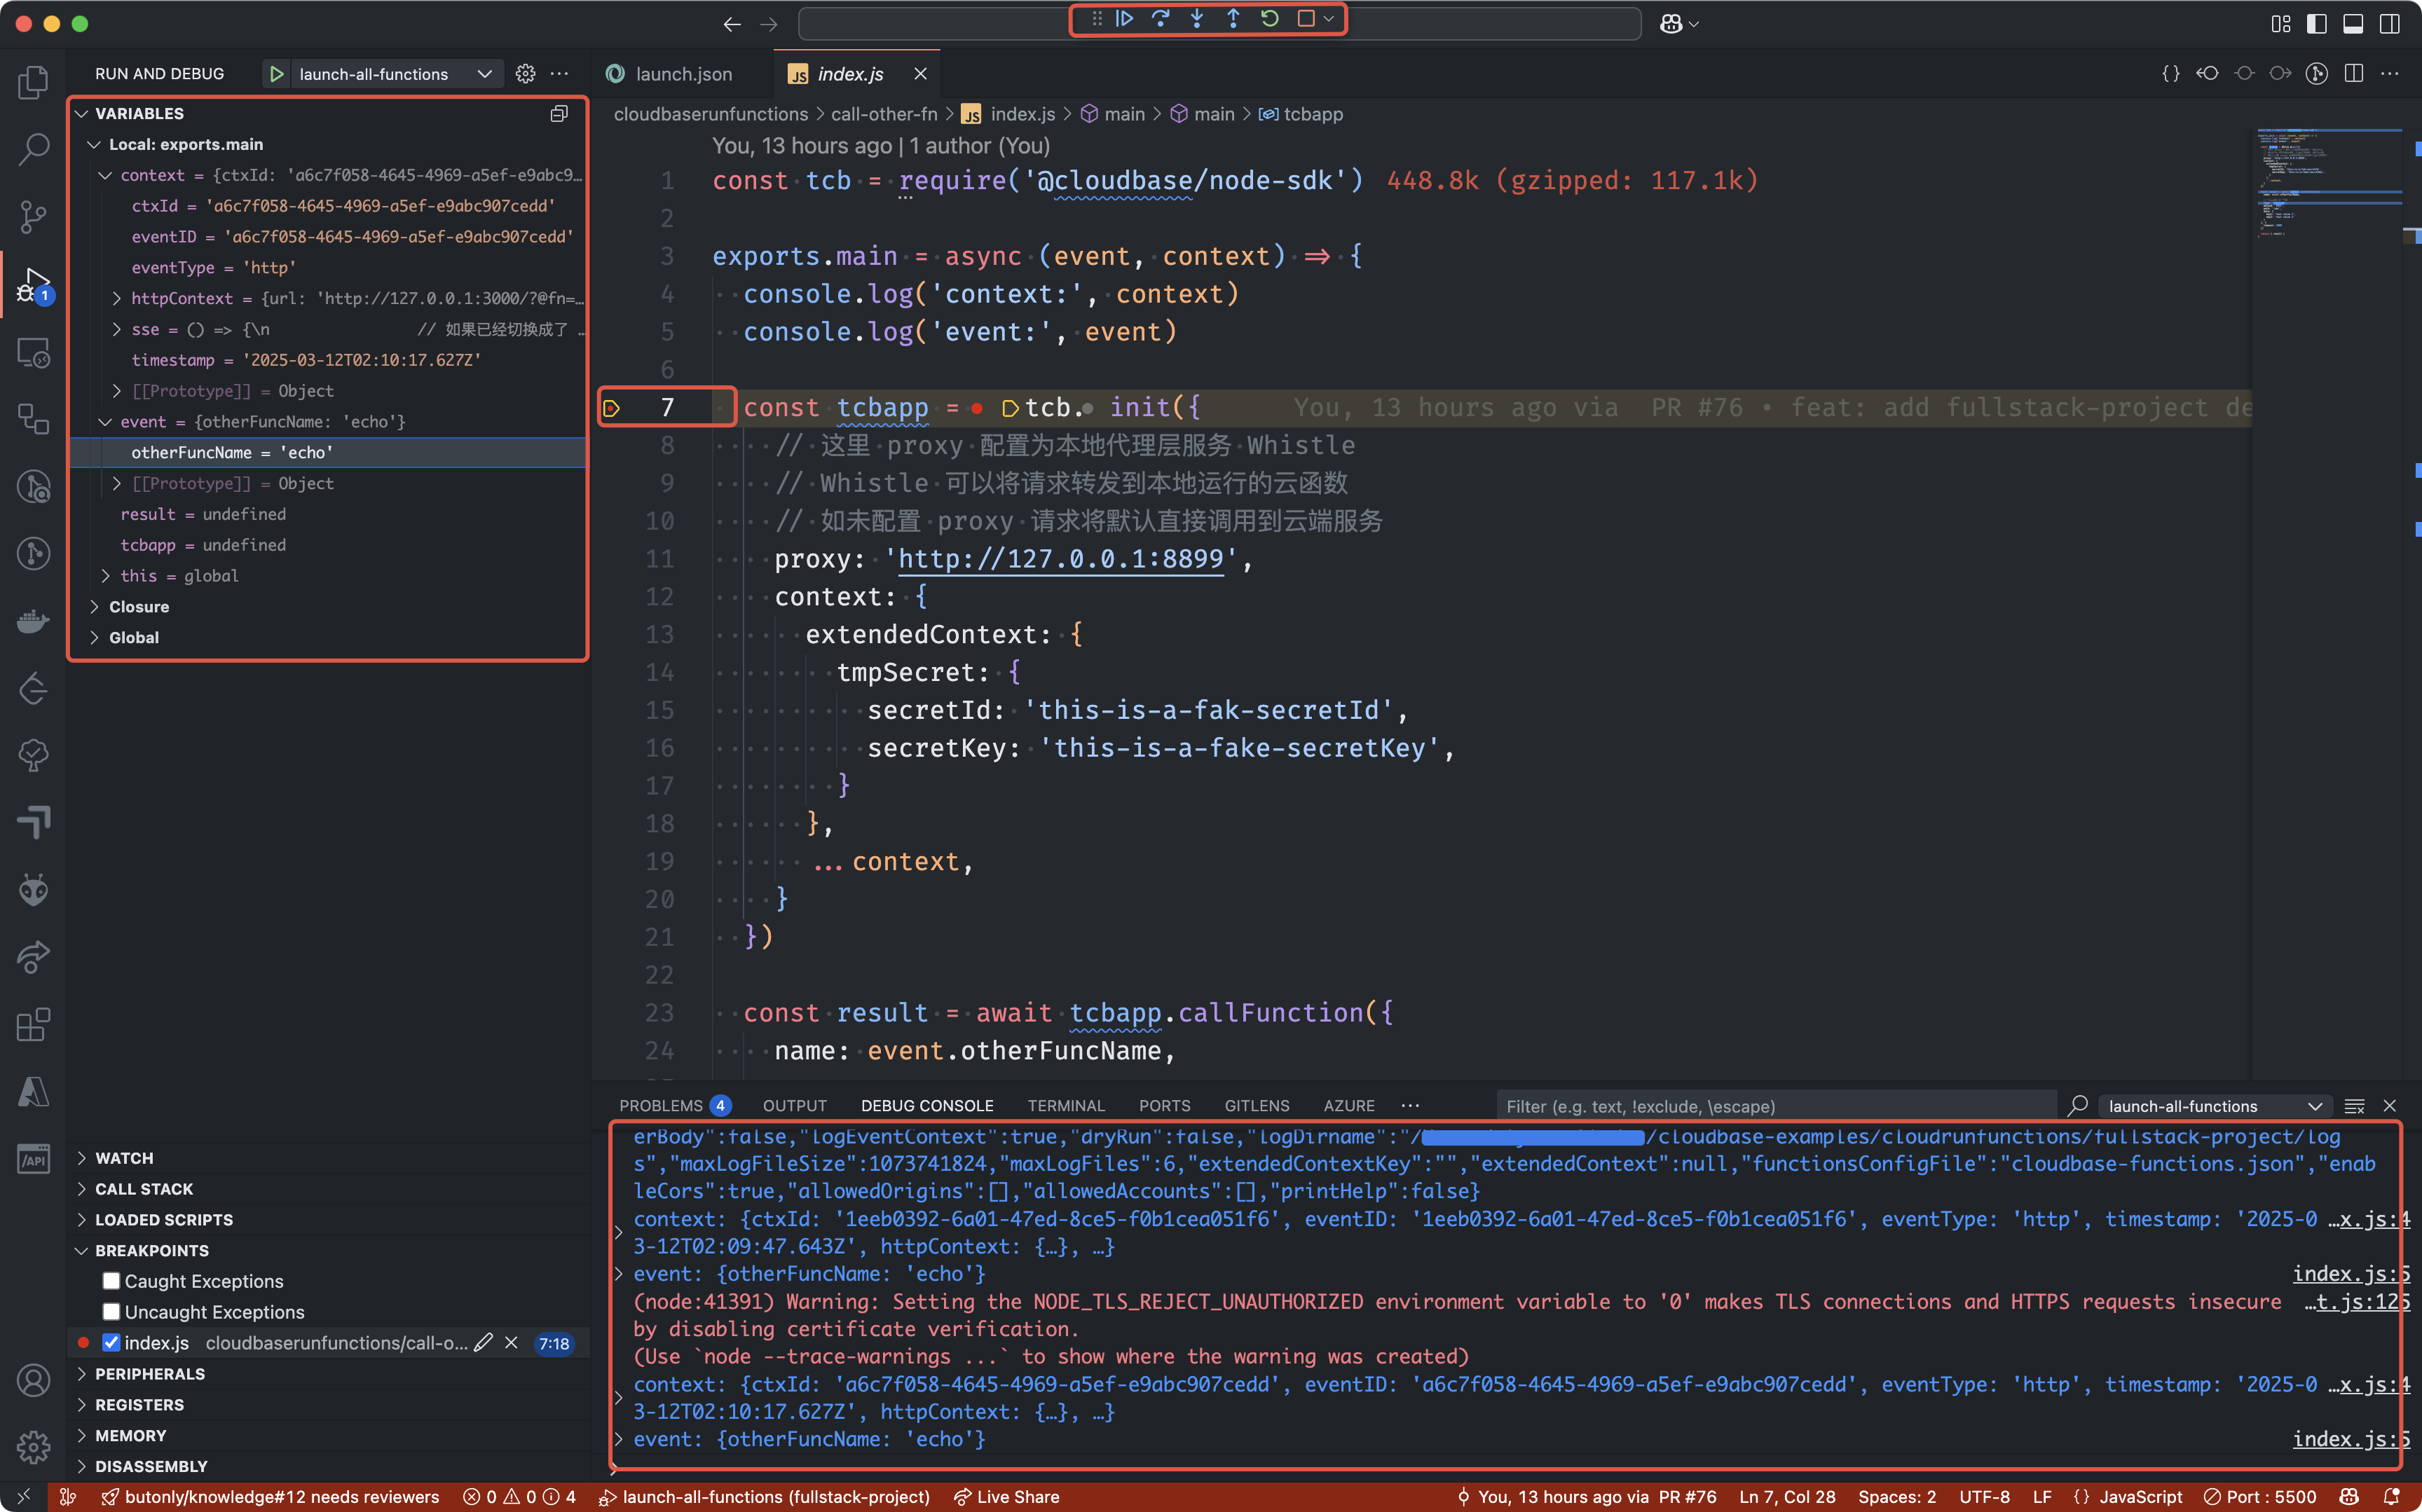 RUN AND DEBUG
launch-all-functions
launch.json
JS index.js
{}
VARIABLES
Local: exports.main
context = {ctxId: 'a6c7f058-4645-4969-a5ef-e9abc9…
ctxId = 'a6c7f058-4645-4969-a5ef-e9abc907cedd'
eventID = 'a6c7f058-4645-4969-a5ef-e9abc907cedd'
eventType = 'http'
httpContext = {url: 'http://127.0.0.1:3000/?@fn=…
sse = () => {\n // 如果已经切换成了 …
timestamp = '2025-03-12T02:10:17.627Z'
[[Prototype]] = Object
event = {otherFuncName: 'echo'}
otherFuncName = 'echo'
[[Prototype]] = Object
result = undefined
tcbapp = undefined
this = global
Closure
Global
1
/API
WATCH
CALL STACK
LOADED SCRIPTS
BREAKPOINTS
Caught Exceptions
Uncaught Exceptions
index.js cloudbaserunfunctions/call-o… 7:18
PERIPHERALS
REGISTERS
MEMORY
DISASSEMBLY
cloudbaserunfunctions > call-other-fn > JS index.js > main > main > tcbapp
You, 13 hours ago | 1 author (You)
1 const tcb = require('@cloudbase/node-sdk') 448.8k (gzipped: 117.1k)
2
3 exports.main = async (event, context) => {
4 console.log('context:', context)
5 console.log('event:', event)
6
7 const tcbapp = tcb. init({ You, 13 hours ago via PR #76 • feat: add fullstack-project de
8 // 这里 proxy 配置为本地代理层服务 Whistle
9 // Whistle 可以将请求转发到本地运行的云函数
10 // 如未配置 proxy 请求将默认直接调用到云端服务
11 proxy: 'http://127.0.0.1:8899',
12 context: {
13 extendedContext: {
14 tmpSecret: {
15 secretId: 'this-is-a-fak-secretId',
16 secretKey: 'this-is-a-fake-secretKey',
17 }
18 },
19 ...context,
20 }
21 })
22
23 const result = await tcbapp.callFunction({
24 name: event.otherFuncName,
PROBLEMS 4 OUTPUT DEBUG CONSOLE TERMINAL PORTS GITLENS AZURE ···
Filter (e.g. text, !exclude, \escape)
launch-all-functions
erBody":false,"logEventContext":true,"dryRun":false,"logDirname":"/ /cloudbase-examples/cloudrunfunctions/fullstack-project/log
s","maxLogFileSize":1073741824,"maxLogFiles":6,"extendedContextKey":"","extendedContext":null,"functionsConfigFile":"cloudbase-functions.json","enab
leCors":true,"allowedOrigins":[],"allowedAccounts":[],"printHelp":false}
context: {ctxId: '1eeb0392-6a01-47ed-8ce5-f0b1cea051f6', eventID: '1eeb0392-6a01-47ed-8ce5-f0b1cea051f6', eventType: 'http', timestamp: '2025-0 …x.js:4
3-12T02:09:47.643Z', httpContext: {…}, …}
event: {otherFuncName: 'echo'} index.js:5
(node:41391) Warning: Setting the NODE_TLS_REJECT_UNAUTHORIZED environment variable to '0' makes TLS connections and HTTPS requests insecure …t.js:125
by disabling certificate verification.
(Use `node --trace-warnings ...` to show where the warning was created)
context: {ctxId: 'a6c7f058-4645-4969-a5ef-e9abc907cedd', eventID: 'a6c7f058-4645-4969-a5ef-e9abc907cedd', eventType: 'http', timestamp: '2025-0 …x.js:4
3-12T02:10:17.627Z', httpContext: {…}, …}
event: {otherFuncName: 'echo'} index.js:5
butonly/knowledge#12 needs reviewers 0 0 4 launch-all-functions (fullstack-project) Live Share You, 13 hours ago via PR #76 Ln 7, Col 28 Spaces: 2 UTF-8 LF {} JavaScript Port : 5500